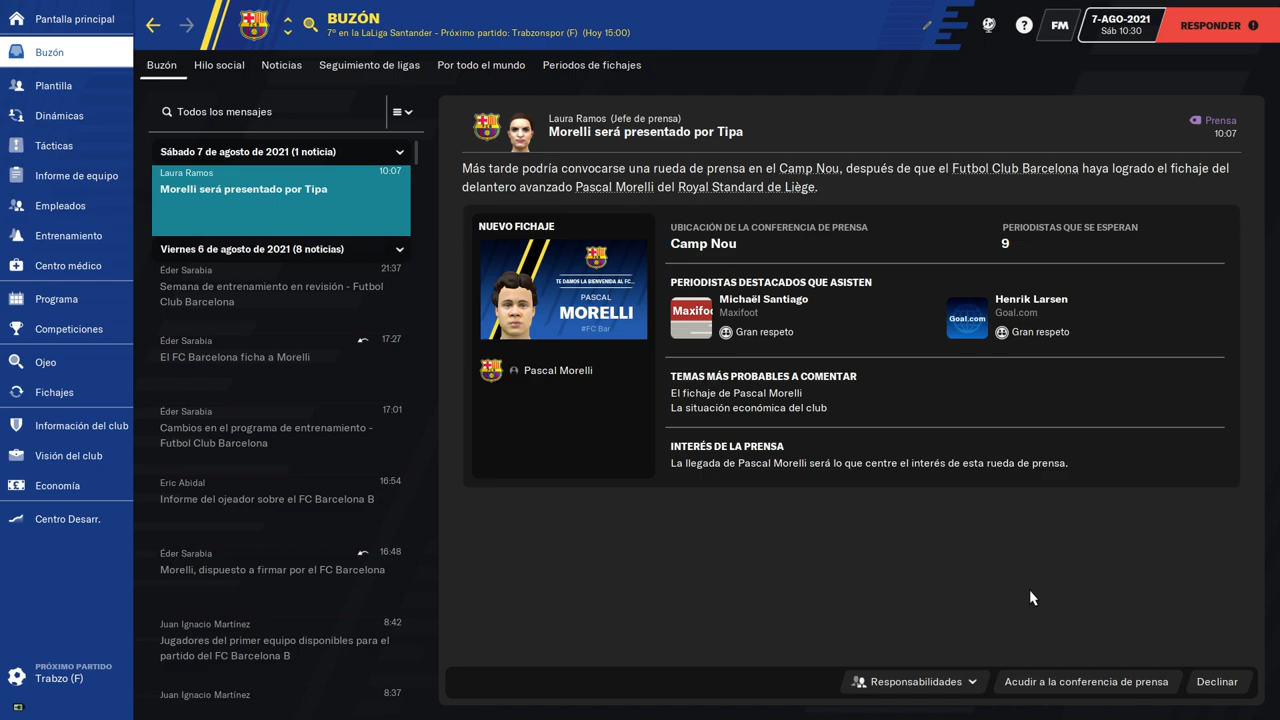 Pantalla principal
Buzón
Plantilla
Dinámicas
Tácticas
Informe de equipo
Empleados
Entrenamiento
Centro médico
Programa
Competiciones
Ojeo
Fichajes
Información del club
Visión del club
Economía
Centro Desarr.
PRÓXIMO PARTIDO
Trabzo (F)
BUZÓN
7º en la LaLiga Santander - Próximo partido: Trabzonspor (F) (Hoy 15:00)
?
FM
7-AGO-2021
Sáb 10:30
RESPONDER
Buzón
Hilo social
Noticias
Seguimiento de ligas
Por todo el mundo
Periodos de fichajes
Todos los mensajes
Sábado 7 de agosto de 2021 (1 noticia)
Laura Ramos 10:07
Morelli será presentado por Tipa
Viernes 6 de agosto de 2021 (8 noticias)
Éder Sarabia 21:37
Semana de entrenamiento en revisión - Futbol
Club Barcelona
Éder Sarabia 17:27
El FC Barcelona ficha a Morelli
Éder Sarabia 17:01
Cambios en el programa de entrenamiento -
Futbol Club Barcelona
Eric Abidal 16:54
Informe del ojeador sobre el FC Barcelona B
Éder Sarabia 16:48
Morelli, dispuesto a firmar por el FC Barcelona
Juan Ignacio Martínez 8:42
Jugadores del primer equipo disponibles para el
partido del FC Barcelona B
Juan Ignacio Martínez 8:37
Laura Ramos (Jefe de prensa)
Morelli será presentado por Tipa
Prensa
10:07
Más tarde podría convocarse una rueda de prensa en el Camp Nou, después de que el Futbol Club Barcelona haya logrado el fichaje del
delantero avanzado Pascal Morelli del Royal Standard de Liège.
NUEVO FICHAJE
TE DAMOS LA BIENVENIDA AL FC...
PASCAL
MORELLI
#FC Bar
Pascal Morelli
UBICACIÓN DE LA CONFERENCIA DE PRENSA
Camp Nou
PERIODISTAS QUE SE ESPERAN
9
PERIODISTAS DESTACADOS QUE ASISTEN
Maxifoo
Michaël Santiago
Maxifoot
Gran respeto
Goal.com
Henrik Larsen
Goal.com
Gran respeto
TEMAS MÁS PROBABLES A COMENTAR
El fichaje de Pascal Morelli
La situación económica del club
INTERÉS DE LA PRENSA
La llegada de Pascal Morelli será lo que centre el interés de esta rueda de prensa.
Responsabilidades
Acudir a la conferencia de prensa
Declinar